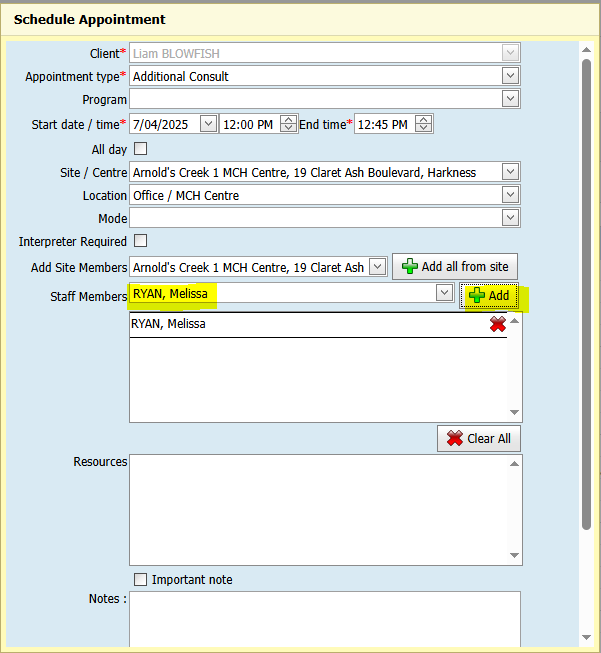 Schedule Appointment
Client* Liam BLOWFISH
Appointment type* Additional Consult
Program
Start date / time* 7/04/2025 12:00 PM End time* 12:45 PM
All day
Site / Centre Arnold's Creek 1 MCH Centre, 19 Claret Ash Boulevard, Harkness
Location Office / MCH Centre
Mode
Interpreter Required
Add Site Members Arnold's Creek 1 MCH Centre, 19 Claret Ash Add all from site
Staff Members RYAN, Melissa Add
RYAN, Melissa
Clear All
Resources
Important note
Notes :